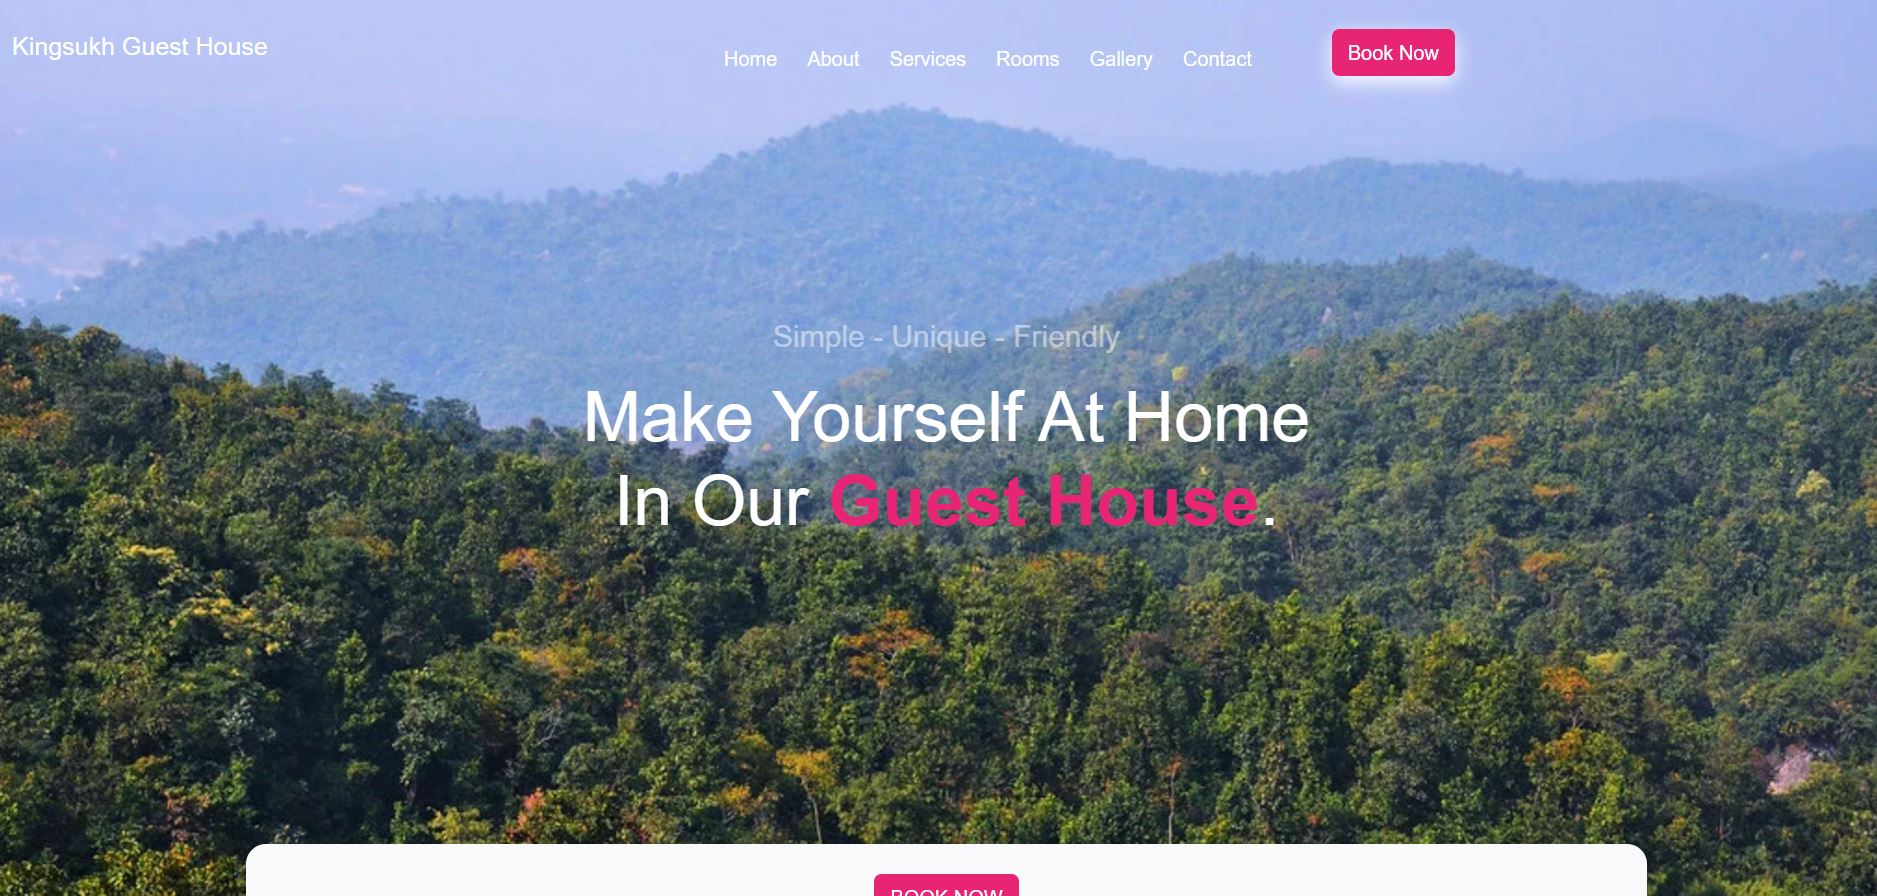 Kingsukh Guest House
Home About Services Rooms Gallery Contact Book Now
Simple - Unique - Friendly
Make Yourself At Home
In Our Guest House.
BOOK NOW